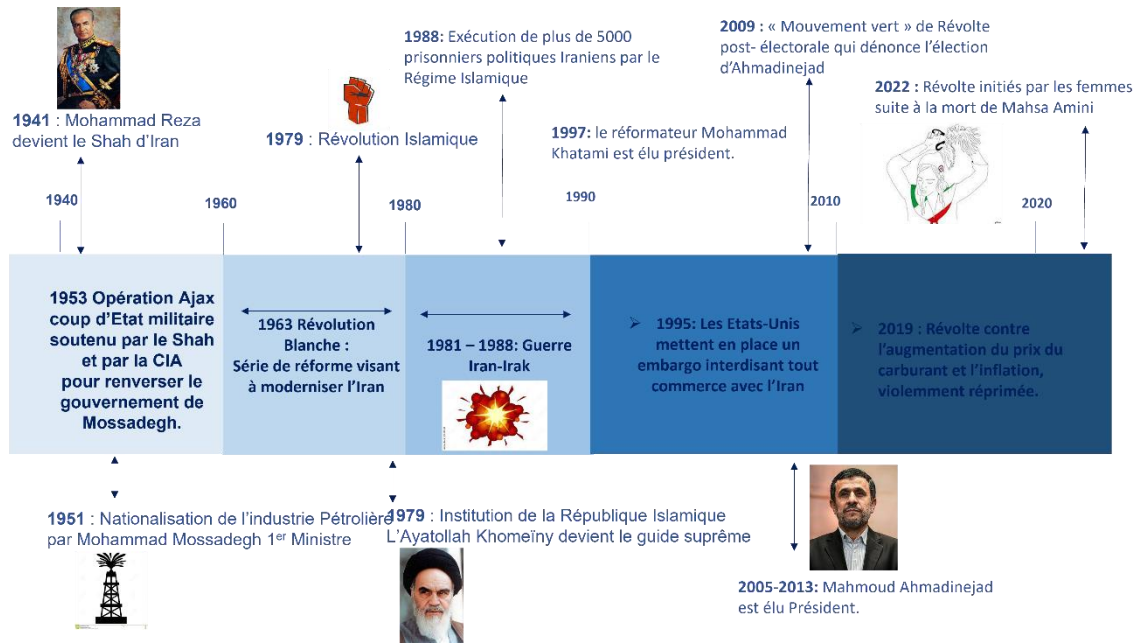 1941 : Mohammad Reza
devient le Shah d'Iran
1979 : Révolution Islamique
1988: Exécution de plus de 5000
prisonniers politiques Iraniens par le
Régime Islamique
1997: le réformateur Mohammad
Khatami est élu président.
2009 : « Mouvement vert » de Révolte
post- électorale qui dénonce l'élection
d'Ahmadinejad
2022 : Révolte initiés par les femmes
suite à la mort de Mahsa Amini
1940
1960
1980
1990
2010
2020
1953 Opération Ajax
coup d'Etat militaire
soutenu par le Shah
et par la CIA
pour renverser le
gouvernement de
Mossadegh.
1963 Révolution
Blanche :
Série de réforme visant
à moderniser l'Iran
1981 – 1988: Guerre
Iran-Irak
➢ 1995: Les Etats-Unis
mettent en place un
embargo interdisant tout
commerce avec l'Iran
➢ 2019 : Révolte contre
l'augmentation du prix du
carburant et l'inflation,
violemment réprimée.
1951 : Nationalisation de l'industrie Pétrolière
par Mohammad Mossadegh 1er Ministre
1979 : Institution de la République Islamique
L'Ayatollah Khomeïny devient le guide suprême
2005-2013: Mahmoud Ahmadinejad
est élu Président.